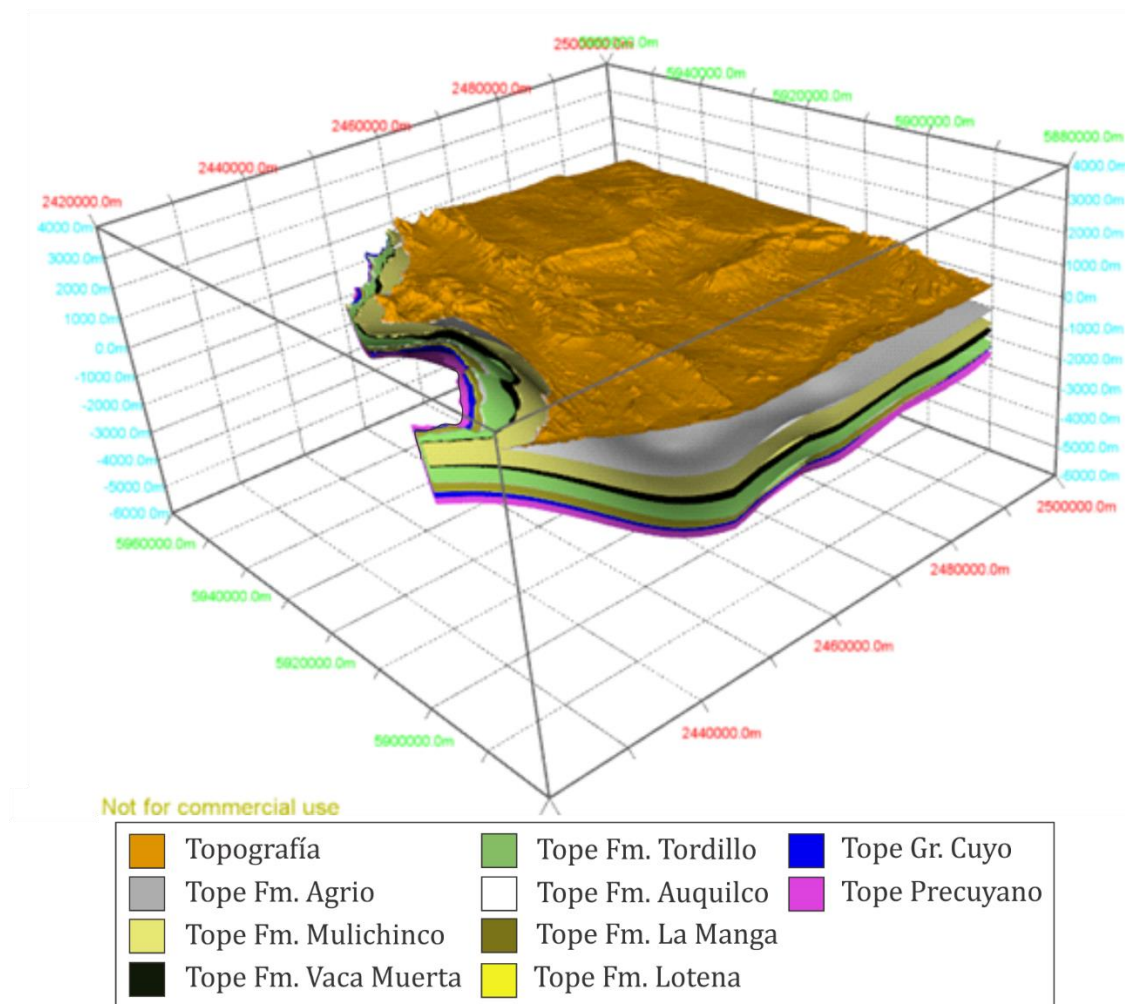 2500000.0m
5940000.0m
2480000.0m
5920000.0m
2460000.0m
5900000.0m
2440000.0m
5880000.0m
2420000.0m
4000.0m
3000.0m
2000.0m
1000.0m
0.0m
-1000.0m
-2000.0m
-3000.0m
-4000.0m
-5000.0m
-6000.0m
4000.0m
3000.0m
2000.0m
1000.0m
0.0m
-1000.0m
-2000.0m
-3000.0m
-4000.0m
-5000.0m
-6000.0m
5960000.0m
5940000.0m
5920000.0m
5900000.0m
2500000.0m
2480000.0m
2460000.0m
2440000.0m
Not for commercial use
Topografía
Tope Fm. Agrio
Tope Fm. Mulichinco
Tope Fm. Vaca Muerta
Tope Fm. Tordillo
Tope Fm. Auquilco
Tope Fm. La Manga
Tope Fm. Lotena
Tope Gr. Cuyo
Tope Precuyano